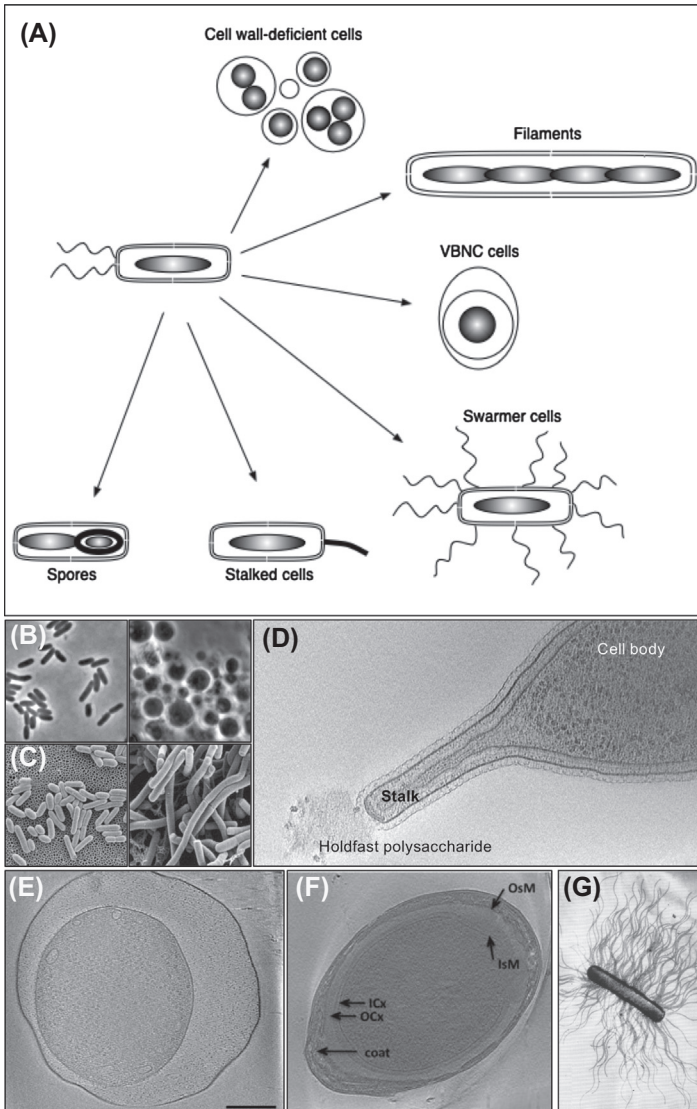 (A)
Cell wall-deficient cells
Filaments
VBNC cells
Swarmer cells
Spores
Stalked cells
(B)
(C)
(D)
Cell body
Stalk
Holdfast polysaccharide
(E)
(F)
OsM
IsM
ICx
OCx
coat
(G)